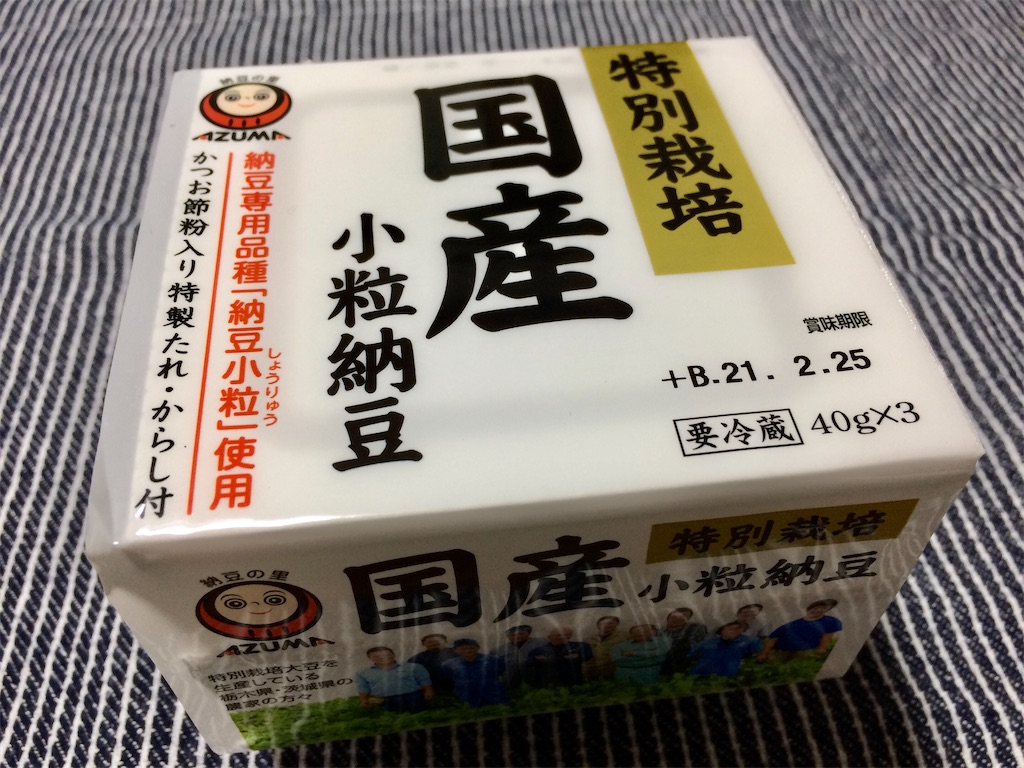 特別栽培
国産
小粒納豆
納豆の里
AZUMA
納豆専用品種「納豆小粒」使用
しょうりゅう
かつお節粉入り特製たれ・からし付
賞味期限
+B.21. 2.25
要冷蔵 40g×3
特別栽培
国産 小粒納豆
納豆の里
AZUMA
特別栽培大豆を
生産している
栃木県・茨城県の
農家の方々